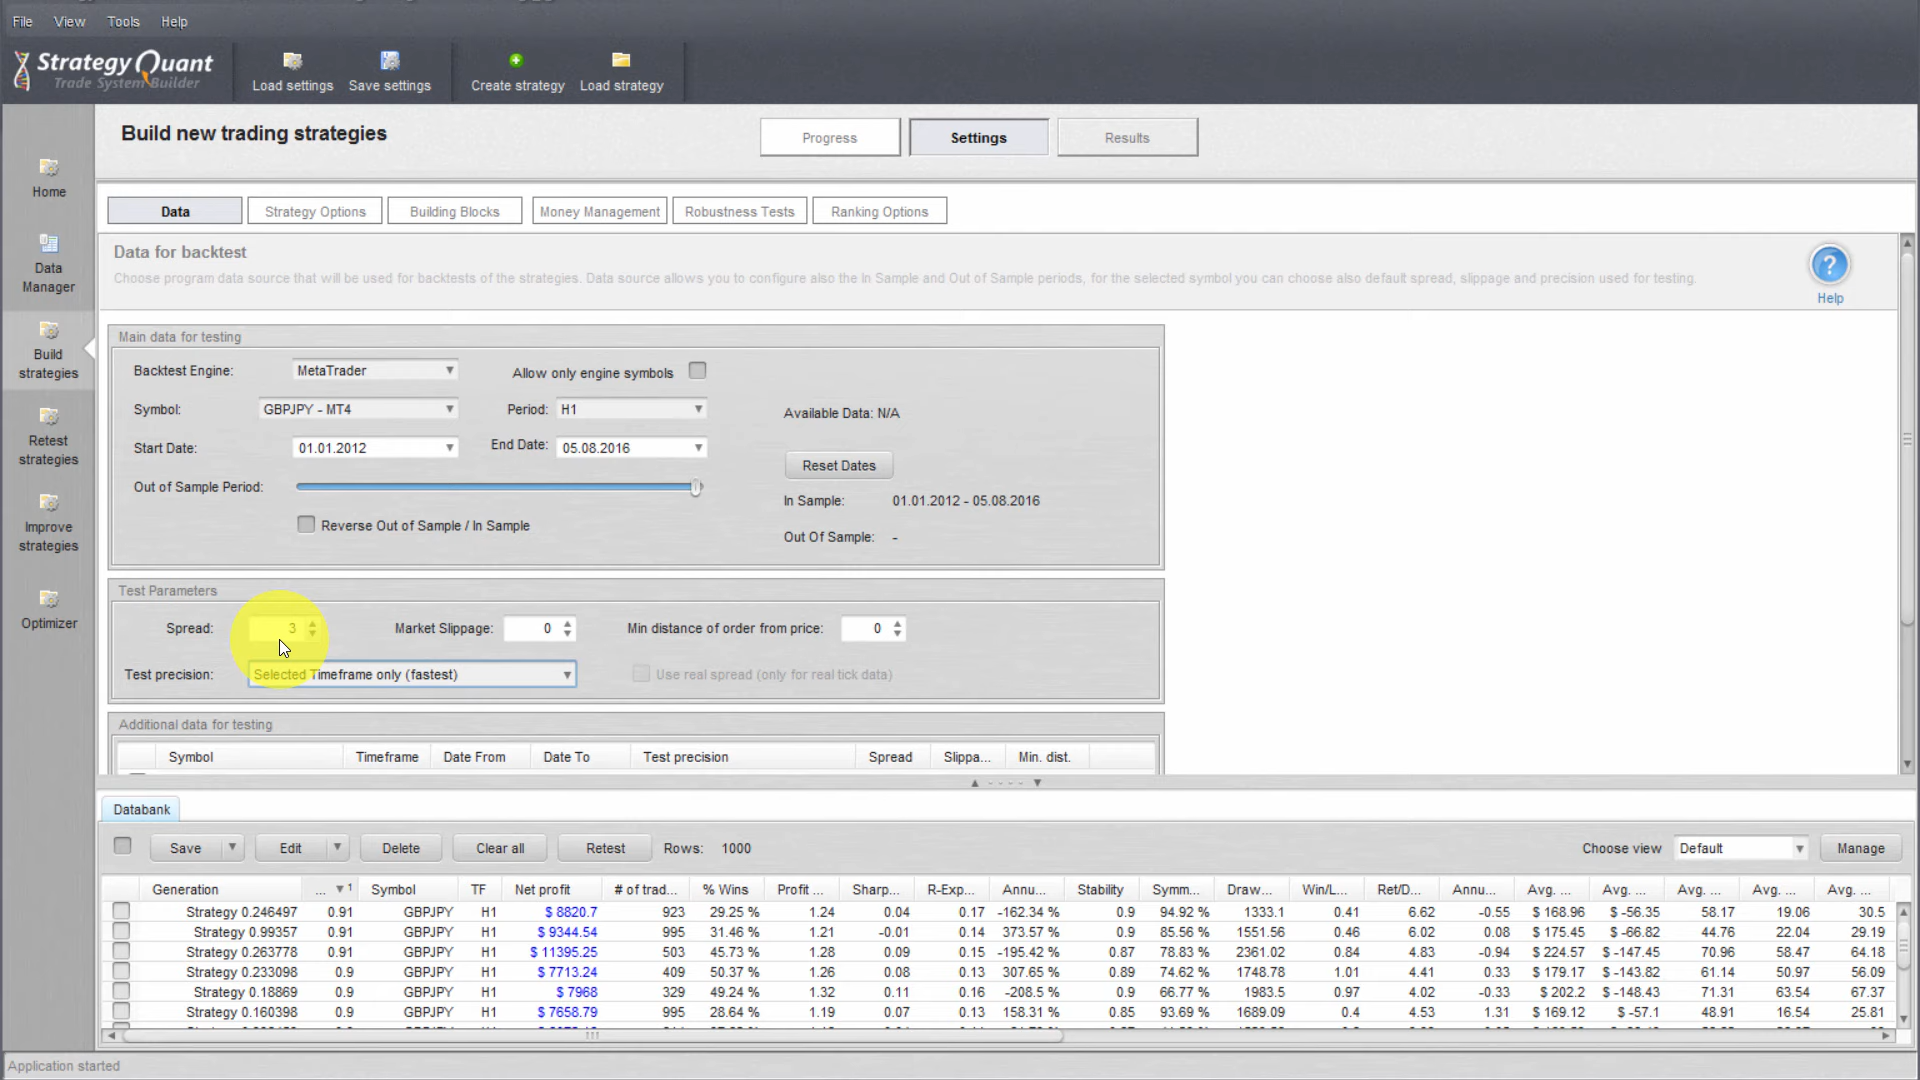 File View Tools Help
StrategyQuant
Trade System Builder
Load settings Save settings Create strategy Load strategy
Build new trading strategies
Progress Settings Results
Home
Data Manager
Build strategies
Retest strategies
Improve strategies
Optimizer
Data Strategy Options Building Blocks Money Management Robustness Tests Ranking Options
Data for backtest
Choose program data source that will be used for backtests of the strategies. Data source allows you to configure also the In Sample and Out of Sample periods, for the selected symbol you can choose also default spread, slippage and precision used for testing.
? Help
Main data for testing
Backtest Engine: MetaTrader Allow only engine symbols
Symbol: GBPJPY - MT4 Period: H1 Available Data: N/A
Start Date: 01.01.2012 End Date: 05.08.2016
Reset Dates
Out of Sample Period:
In Sample: 01.01.2012 - 05.08.2016
Reverse Out of Sample / In Sample
Out Of Sample: -
Test Parameters
Spread: 3 Market Slippage: 0 Min distance of order from price: 0
Test precision: Selected Timeframe only (fastest) Use real spread (only for real tick data)
Additional data for testing
Symbol Timeframe Date From Date To Test precision Spread Slippa... Min. dist.
Databank
Save Edit Delete Clear all Retest Rows: 1000 Choose view Default Manage
Generation ... 1 Symbol TF Net profit # of trad... % Wins Profit ... Sharp... R-Exp... Annu... Stability Symm... Draw... Win/L... Ret/D... Annu... Avg. ... Avg. ... Avg. ... Avg. ... Avg. ...
Strategy 0.246497 0.91 GBPJPY H1 $ 8820.7 923 29.25 % 1.24 0.04 0.17 -162.34 % 0.9 94.92 % 1333.1 0.41 6.62 -0.55 $ 168.96 $ -56.35 58.17 19.06 30.5
Strategy 0.99357 0.91 GBPJPY H1 $ 9344.54 995 31.46 % 1.21 -0.01 0.14 373.57 % 0.9 85.56 % 1551.56 0.46 6.02 0.08 $ 175.45 $ -66.82 44.76 22.04 29.19
Strategy 0.263778 0.91 GBPJPY H1 $ 11395.25 503 45.73 % 1.28 0.09 0.15 -195.42 % 0.87 78.83 % 2361.02 0.84 4.83 -0.94 $ 224.57 $ -147.45 70.96 58.47 64.18
Strategy 0.233098 0.9 GBPJPY H1 $ 7713.24 409 50.37 % 1.26 0.08 0.13 307.65 % 0.89 74.62 % 1748.78 1.01 4.41 0.33 $ 179.17 $ -143.82 61.14 50.97 56.09
Strategy 0.18869 0.9 GBPJPY H1 $ 7968 329 49.24 % 1.32 0.11 0.16 -208.5 % 0.9 66.77 % 1983.5 0.97 4.02 -0.33 $ 202.2 $ -148.43 71.31 63.54 67.37
Strategy 0.160398 0.9 GBPJPY H1 $ 7658.79 995 28.64 % 1.19 0.07 0.13 158.31 % 0.85 93.69 % 1689.09 0.4 4.53 1.31 $ 169.12 $ -57.1 48.91 16.54 25.81
Application started